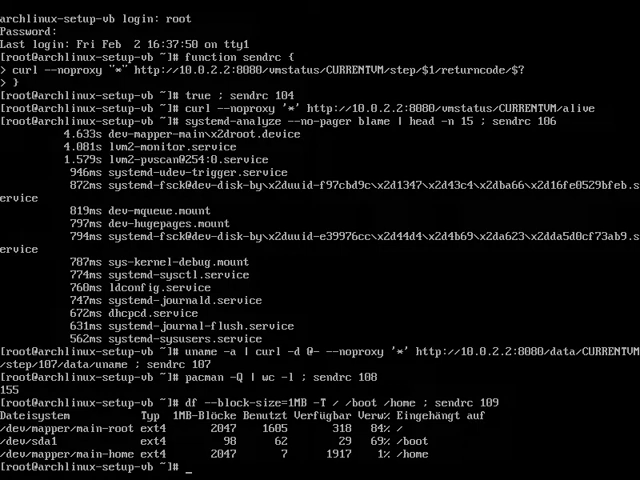 archlinux-setup-vb login: root
Password:
Last login: Fri Feb  2 16:37:50 on tty1
[root@archlinux-setup-vb ~]# function sendrc {
> curl --noproxy "*" http://10.0.2.2:8080/vmstatus/CURRENTVM/step/$1/returncode/$?
> }
[root@archlinux-setup-vb ~]# true ; sendrc 104
[root@archlinux-setup-vb ~]# curl --noproxy '*' http://10.0.2.2:8080/vmstatus/CURRENTVM/alive
[root@archlinux-setup-vb ~]# systemd-analyze --no-pager blame | head -n 15 ; sendrc 106
4.633s dev-mapper-main\x2droot.device
4.081s lvm2-monitor.service
1.579s lvm2-pvscan@254:0.service
946ms systemd-udev-trigger.service
872ms systemd-fsck@dev-disk-by\x2duuid-f97cbd9c\x2d1347\x2d43c4\x2dba66\x2d16fe0529bfeb.s
ervice
819ms dev-mqueue.mount
797ms dev-hugepages.mount
794ms systemd-fsck@dev-disk-by\x2duuid-e39976cc\x2d44d4\x2d4b69\x2da623\x2dda5d0cf73ab9.s
ervice
787ms sys-kernel-debug.mount
774ms systemd-sysctl.service
760ms ldconfig.service
747ms systemd-journald.service
672ms dhcpcd.service
631ms systemd-journal-flush.service
562ms systemd-sysusers.service
[root@archlinux-setup-vb ~]# uname -a | curl -d @- --noproxy '*' http://10.0.2.2:8080/data/CURRENTVM
/step/107/data/uname ; sendrc 107
[root@archlinux-setup-vb ~]# pacman -Q | wc -l ; sendrc 108
155
[root@archlinux-setup-vb ~]# df --block-size=1MB -T / /boot /home ; sendrc 109
Dateisystem           Typ  1MB-Blöcke Benutzt Verfügbar Verw% Eingehängt auf
/dev/mapper/main-root ext4       2047    1605       318   84% /
/dev/sda1             ext4         98      62        29   69% /boot
/dev/mapper/main-home ext4       2047       7      1917    1% /home
[root@archlinux-setup-vb ~]# _